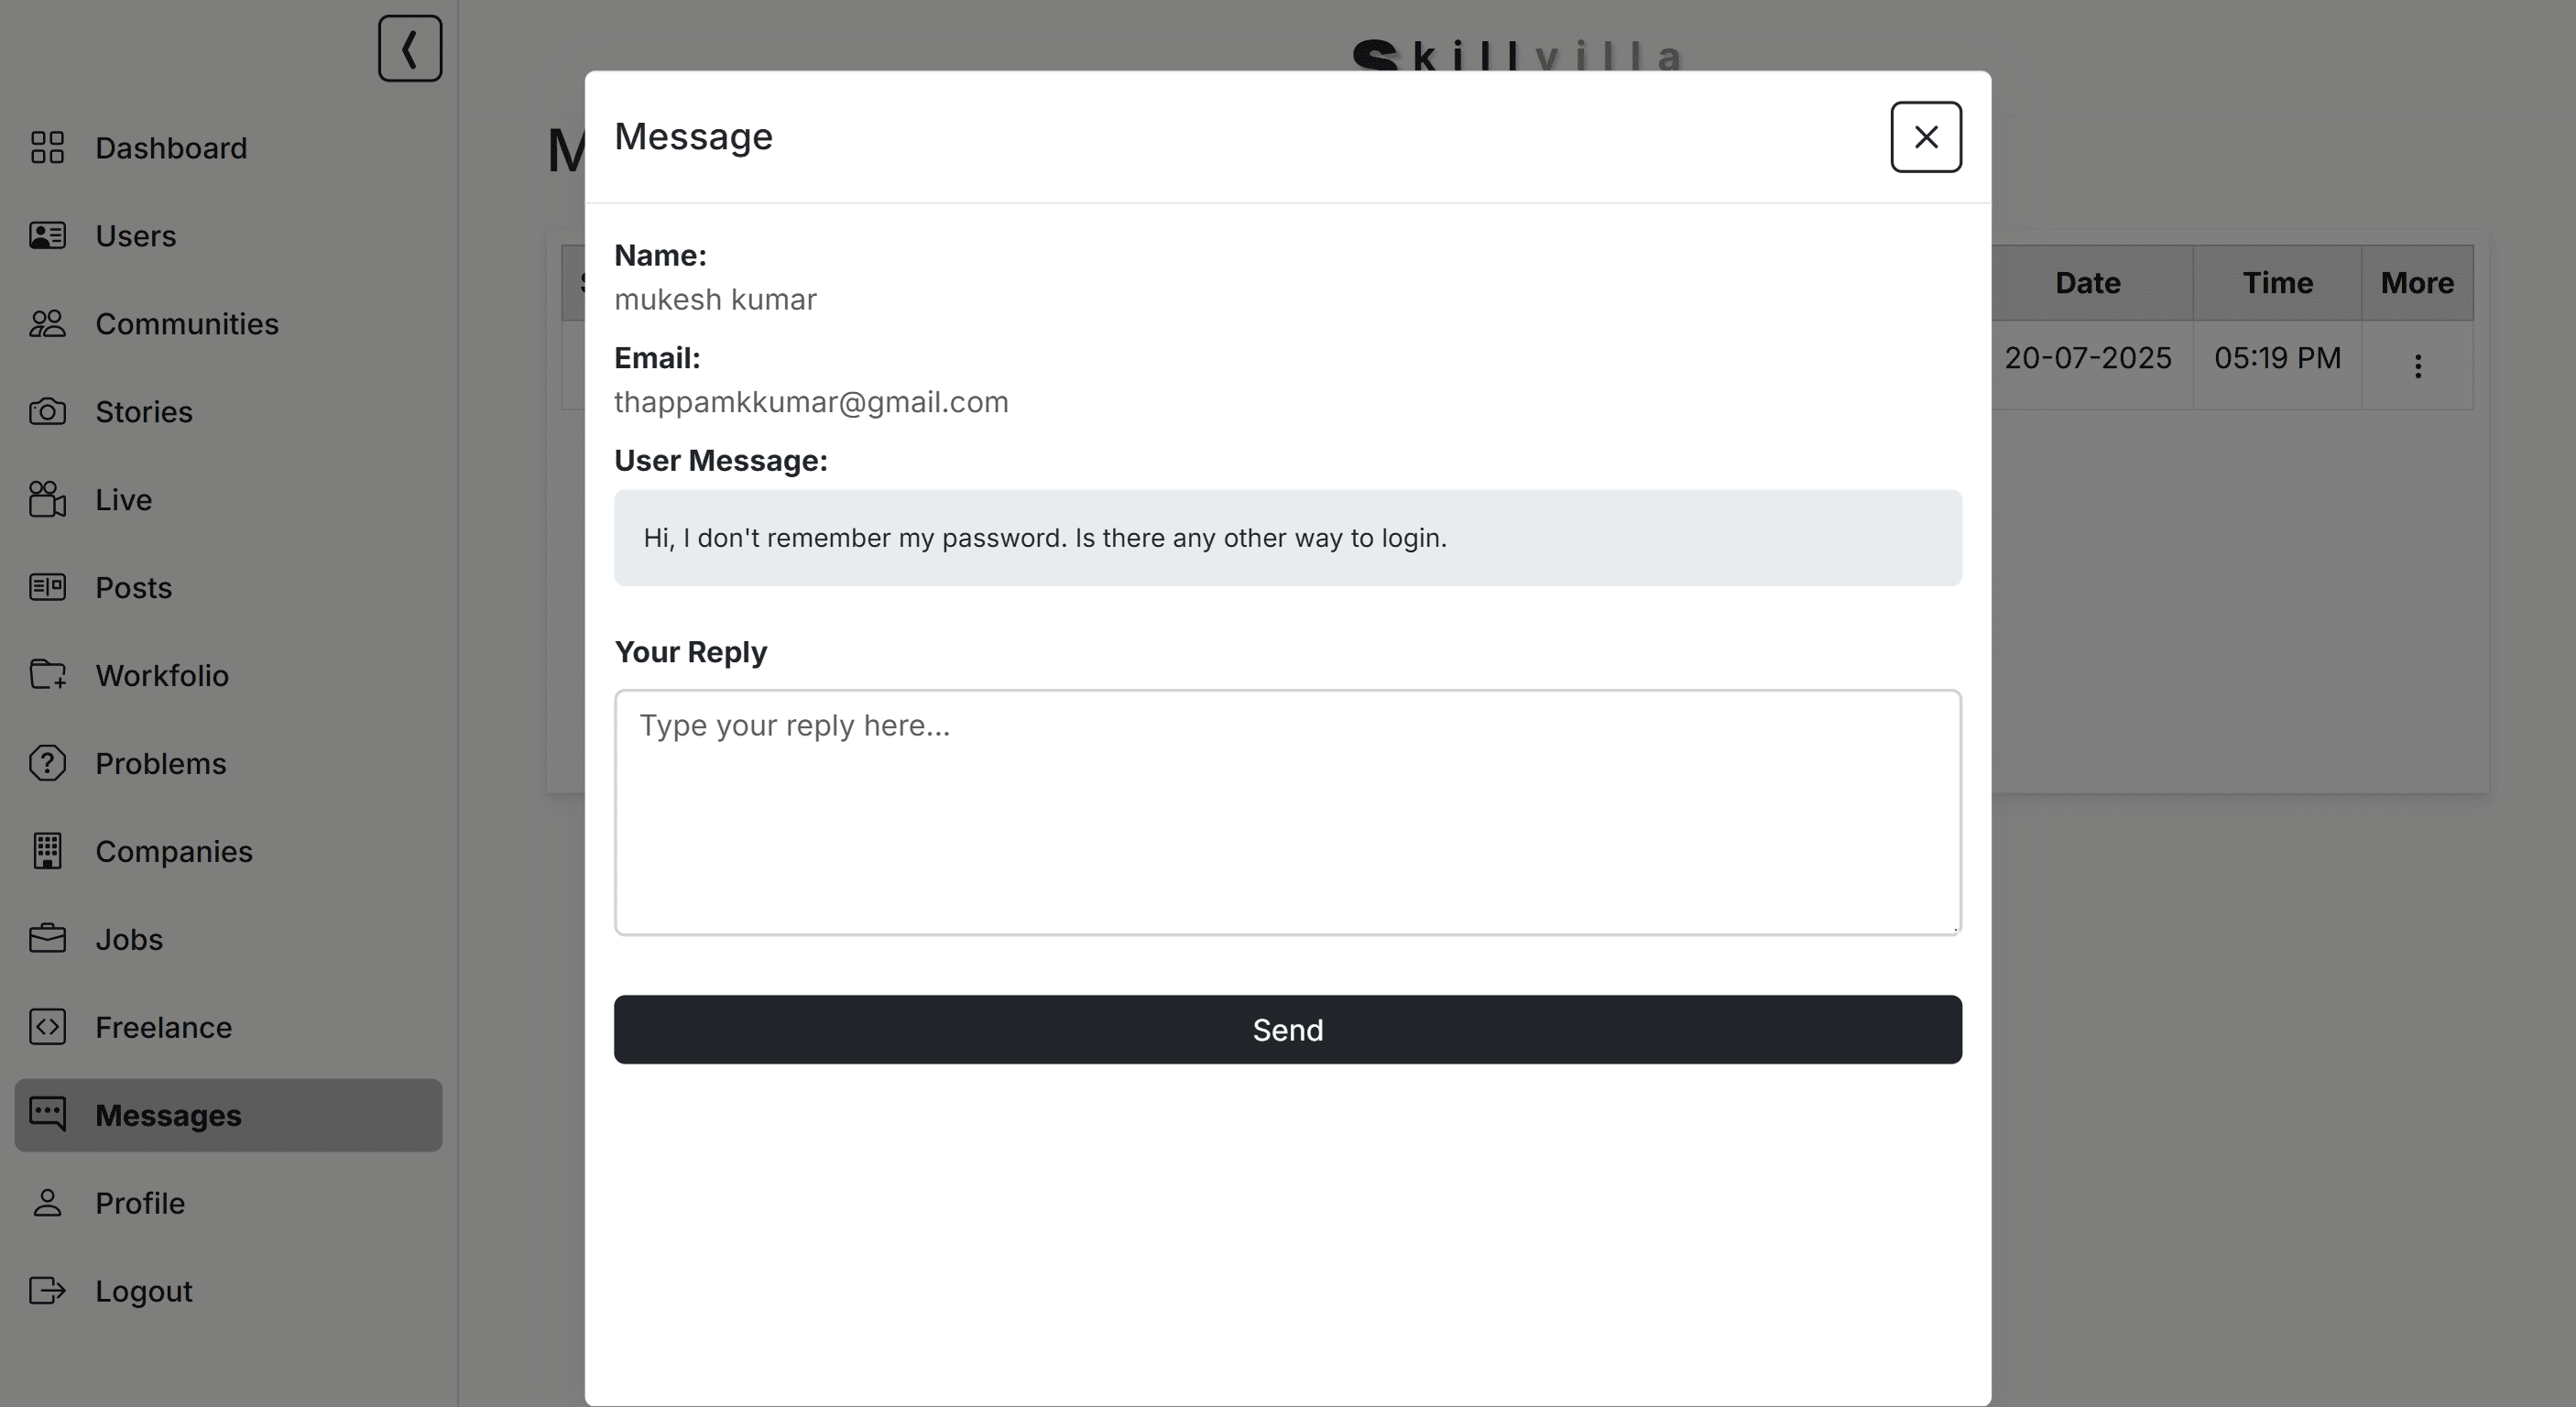 Skillvilla
Dashboard
Users
Communities
Stories
Live
Posts
Workfolio
Problems
Companies
Jobs
Freelance
Messages
Profile
Logout
Message
Name:
mukesh kumar
Email:
thappamkkumar@gmail.com
User Message:
Hi, I don't remember my password. Is there any other way to login.
Your Reply
Type your reply here...
Send
Date Time More
20-07-2025 05:19 PM